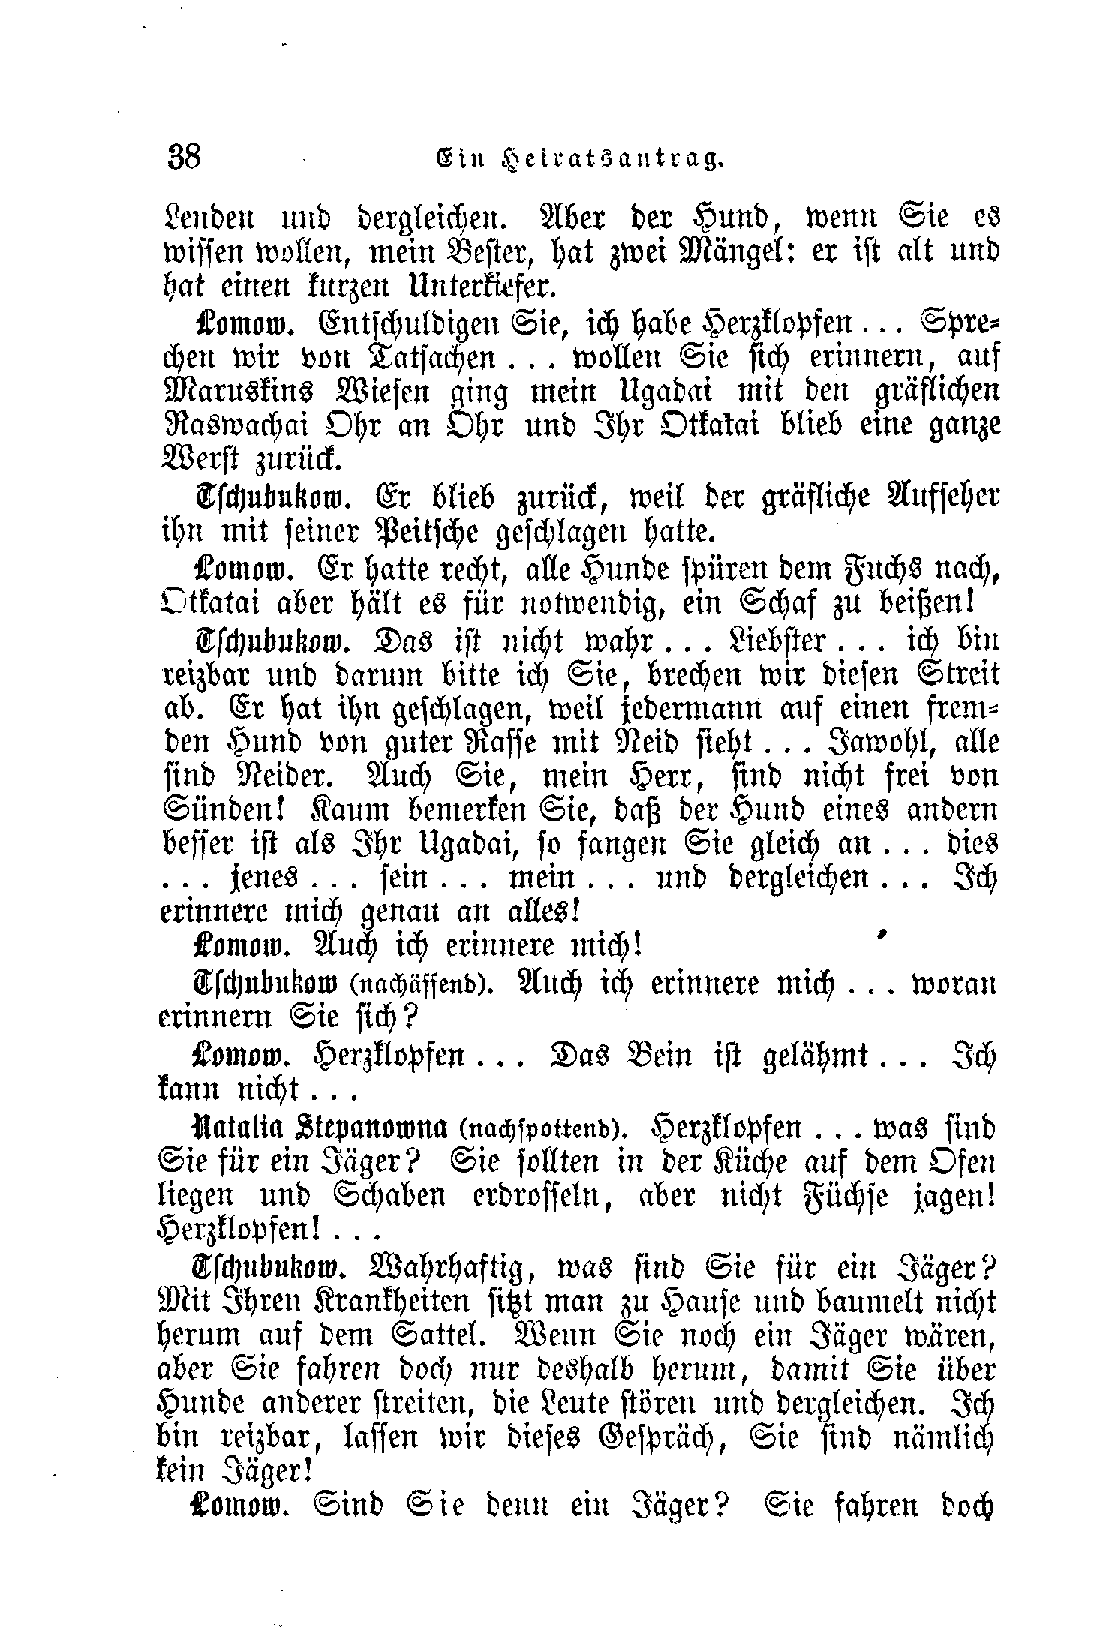 38 Ein Heiratsantrag.
Lenden und dergleichen. Aber der Hund, wenn Sie es
wissen wollen, mein Bester, hat zwei Mängel: er ist alt und
hat einen kurzen Unterkiefer.
Lomow. Entschuldigen Sie, ich habe Herzklopfen... Spre-
chen wir von Tatsachen... wollen Sie sich erinnern, auf
Maruskins Wiesen ging mein Ugadai mit den gräflichen
Raswachai Ohr an Ohr und Ihr Otkatai blieb eine ganze
Werst zurück.
Tschubukow. Er blieb zurück, weil der gräfliche Aufseher
ihn mit seiner Peitsche geschlagen hatte.
Lomow. Er hatte recht, alle Hunde spüren dem Fuchs nach,
Otkatai aber hält es für notwendig, ein Schaf zu beißen!
Tschubukow. Das ist nicht wahr... Liebster... ich bin
reizbar und darum bitte ich Sie, brechen wir diesen Streit
ab. Er hat ihn geschlagen, weil jedermann auf einen frem-
den Hund von guter Rasse mit Neid sieht... Jawohl, alle
sind Neider. Auch Sie, mein Herr, sind nicht frei von
Sünden! Kaum bemerken Sie, daß der Hund eines andern
besser ist als Ihr Ugadai, so fangen Sie gleich an... dies
... jenes... sein... mein... und dergleichen... Ich
erinnere mich genau an alles!
Lomow. Auch ich erinnere mich!
Tschubukow (nachäffend). Auch ich erinnere mich... woran
erinnern Sie sich?
Lomow. Herzklopfen... Das Bein ist gelähmt... Ich
kann nicht...
Natalia Stepanowna (nachspottend). Herzklopfen... was sind
Sie für ein Jäger? Sie sollten in der Küche auf dem Ofen
liegen und Schaben erdrosseln, aber nicht Füchse jagen!
Herzklopfen!...
Tschubukow. Wahrhaftig, was sind Sie für ein Jäger?
Mit Ihren Krankheiten sitzt man zu Hause und baumelt nicht
herum auf dem Sattel. Wenn Sie noch ein Jäger wären,
aber Sie fahren doch nur deshalb herum, damit Sie über
Hunde anderer streiten, die Leute stören und dergleichen. Ich
bin reizbar, lassen wir dieses Gespräch, Sie sind nämlich
kein Jäger!
Lomow. Sind Sie denn ein Jäger? Sie fahren doch